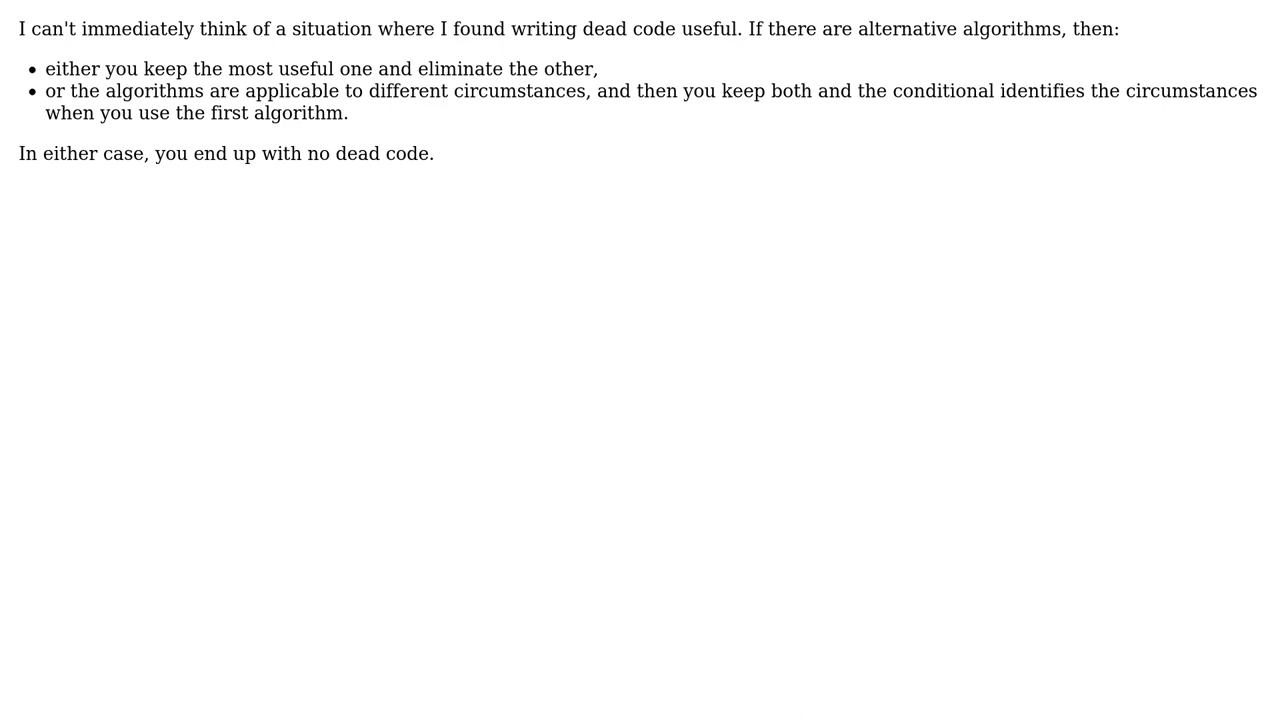 I can't immediately think of a situation where I found writing dead code useful. If there are alternative algorithms, then:
• either you keep the most useful one and eliminate the other,
• or the algorithms are applicable to different circumstances, and then you keep both and the conditional identifies the circumstances
when you use the first algorithm.
In either case, you end up with no dead code.